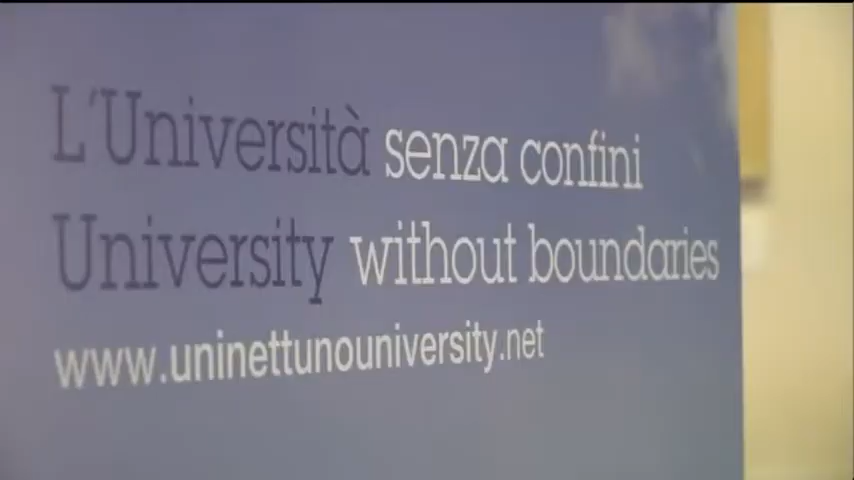 L'Università senza confini
University without boundaries
www.uninettunouniversity.net